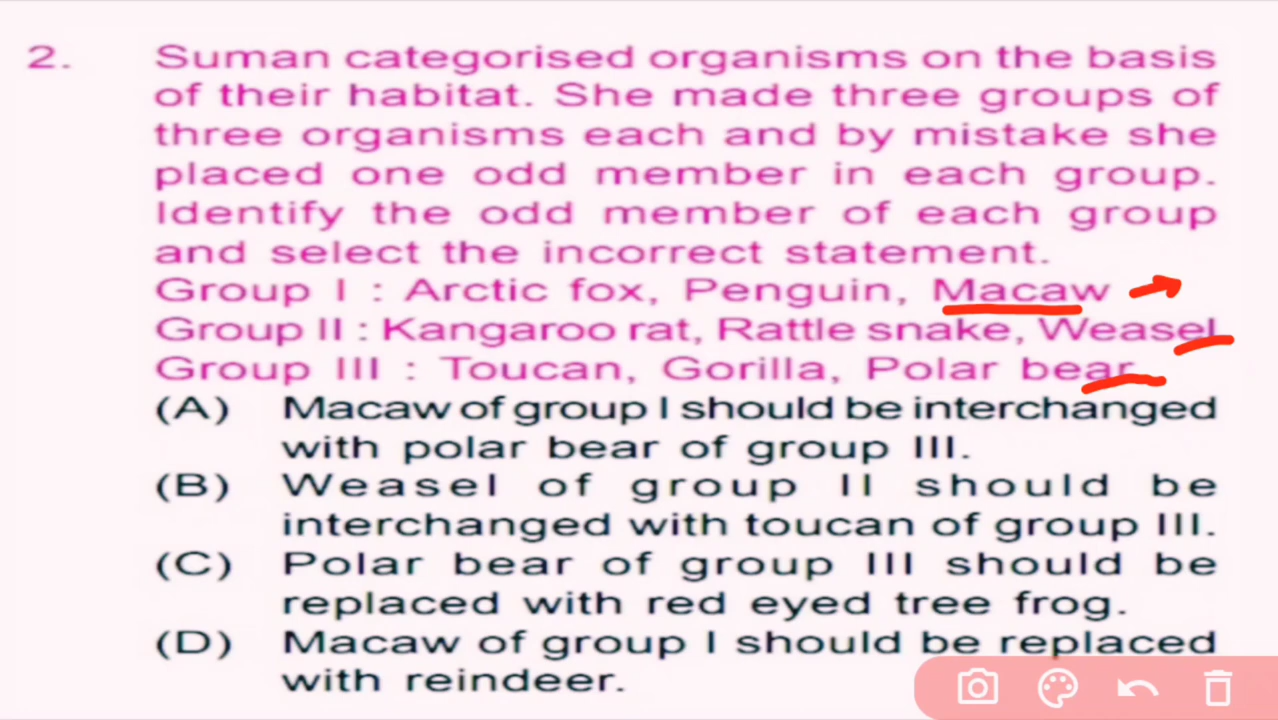 2. Suman categorised organisms on the basis
of their habitat. She made three groups of
three organisms each and by mistake she
placed one odd member in each group.
Identify the odd member of each group
and select the incorrect statement.
Group I : Arctic fox, Penguin, Macaw
Group II : Kangaroo rat, Rattle snake, Weasel
Group III : Toucan, Gorilla, Polar bear
(A) Macaw of group I should be interchanged
with polar bear of group III.
(B) Weasel of group II should be
interchanged with toucan of group III.
(C) Polar bear of group III should be
replaced with red eyed tree frog.
(D) Macaw of group I should be replaced
with reindeer.